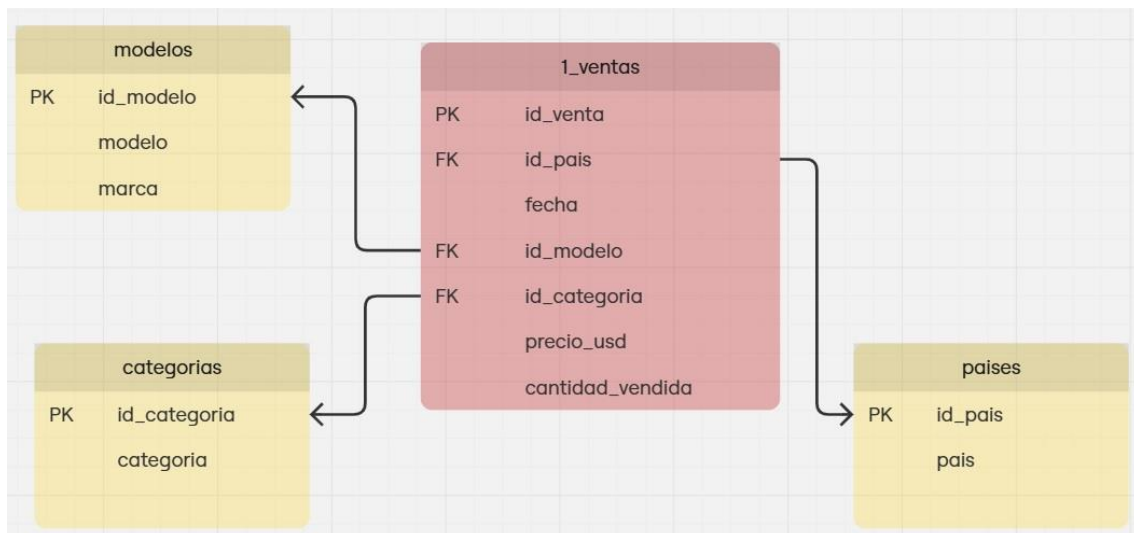 modelos
PK id_modelo
modelo
marca
1_ventas
PK id_venta
FK id_pais
fecha
FK id_modelo
FK id_categoria
precio_usd
cantidad_vendida
categorias
PK id_categoria
categoria
paises
PK id_pais
pais